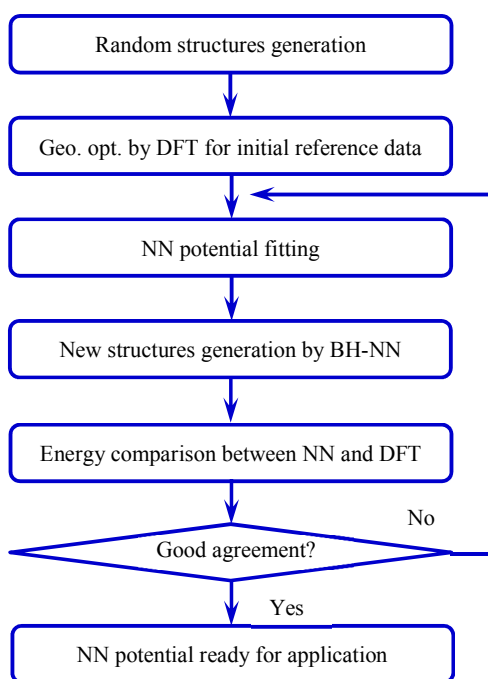 Random structures generation
Geo. opt. by DFT for initial reference data
NN potential fitting
New structures generation by BH-NN
Energy comparison between NN and DFT
No
Good agreement?
Yes
NN potential ready for application